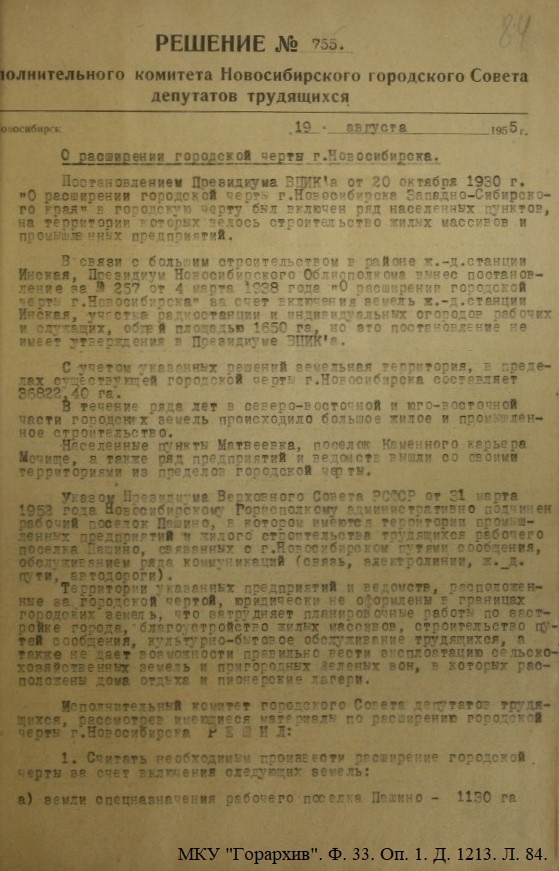 84
РЕШЕНИЕ № 755.
полнительного комитета Новосибирского городского Совета
депутатов трудящихся
овосибирск 19 · августа 1955 г.
О расширении городской черты г.Новосибирска.
Постановлением Президиума ВЦИК'а от 20 октября 1930 г.
"О расширении городской черты г.Новосибирска Западно-Сибирско-
го края" в городскую черту был включен ряд населенных пунктов,
на территории которых велось строительство жилых массивов и
промышленных предприятий.
В связи с большим строительством в районе ж.-д.станции
Инская, Президиум Новосибирского Облисполкома вынес постанов-
ление за № 257 от 4 марта 1938 года "О расширении городской
черты г.Новосибирска" за счет включения земель ж.-д.станции
Инская, участка радиостанции и индивидуальных огородов рабочих
и служащих, общей площадью 1650 га, но это постановление не
имеет утверждения в Президиуме ВЦИК'а.
С учетом указанных решений земельная территория, в преде-
лах существующей городской черты г.Новосибирска составляет
36822,40 га.
В течение ряда лет в северо-восточной и юго-восточной
части городских земель происходило большое жилое и промышлен-
ное строительство.
Населенные пункты Матвеевка, поселок Каменного карьера
Мочище, а также ряд предприятий и ведомств вышли со своими
территориями из пределов городской черты.
Указом Президиума Верховного Совета РСФСР от 31 марта
1952 года Новосибирскому Горисполкому административно подчинен
рабочий поселок Пашино, в котором имеются территории промыш-
ленных предприятий и жилого строительства трудящихся рабочего
поселка Пашино, связанных с г.Новосибирском путями сообщения,
обслуживанием ряда коммуникаций (связь, электролинии, ж._д.
пути, автодороги).
Территории указанных предприятий и ведомств, расположен-
ные за городской чертой, юридически не оформлены в границах
городских земель, что затрудняет планировочные работы по заст-
ройке города, благоустройство жилых массивов, строительство пу-
тей сообщения, культурно-бытовое обслуживание трудящихся, а
также не дает возможности правильно вести эксплоатацию сельско-
хозяйственных земель и пригородных зеленых зон, в которых рас-
положены дома отдыха и пионерские лагери.
Исполнительный комитет городского Совета депутатов трудя-
щихся, рассмотрев имеющиеся материалы по расширению городской
черты г.Новосибирска Р Е Ш И Л:
1. Считать необходимым произвести расширение городской
черты за счет включения следующих земель:
а) земли спецназначения рабочего поселка Пашино - 1130 га
МКУ "Горархив". Ф. 33. Оп. 1. Д. 1213. Л. 84.